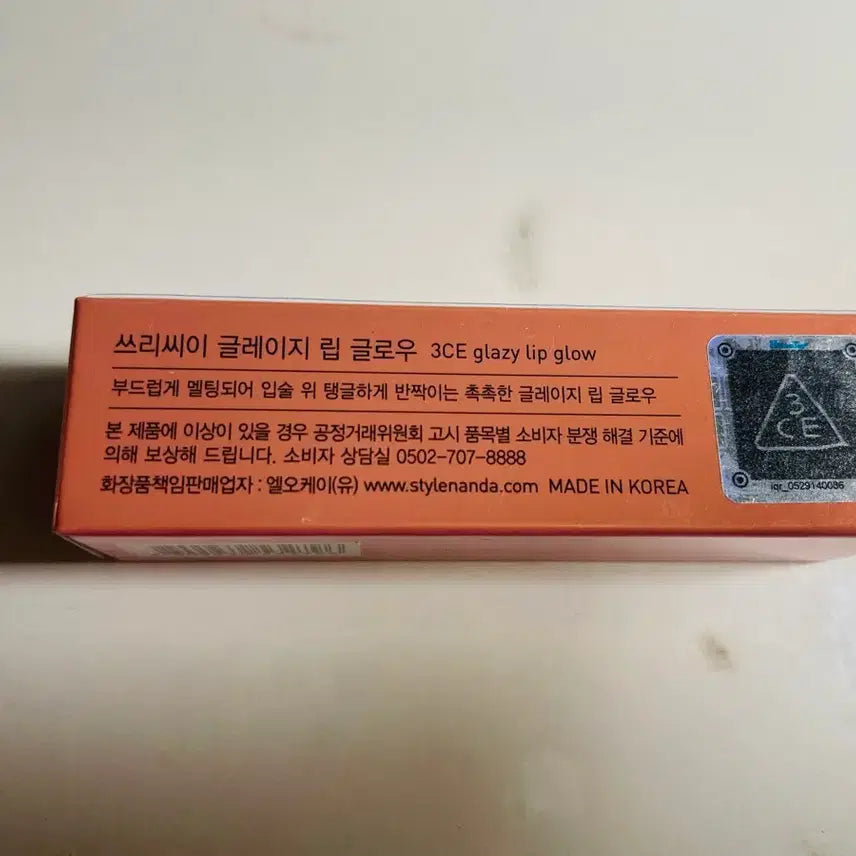 쓰리씨이 글레이지 립 글로우 3CE glazy lip glow
부드럽게 멜팅되어 입술 위 탱글하게 반짝이는 촉촉한 글레이지 립 글로우
본 제품에 이상이 있을 경우 공정거래위원회 고시 품목별 소비자 분쟁 해결 기준에
의해 보상해 드립니다. 소비자 상담실 0502-707-8888
화장품책임판매업자 : 엘오케이(유) www.stylenanda.com MADE IN KOREA
3
CE
iqr_0529140086